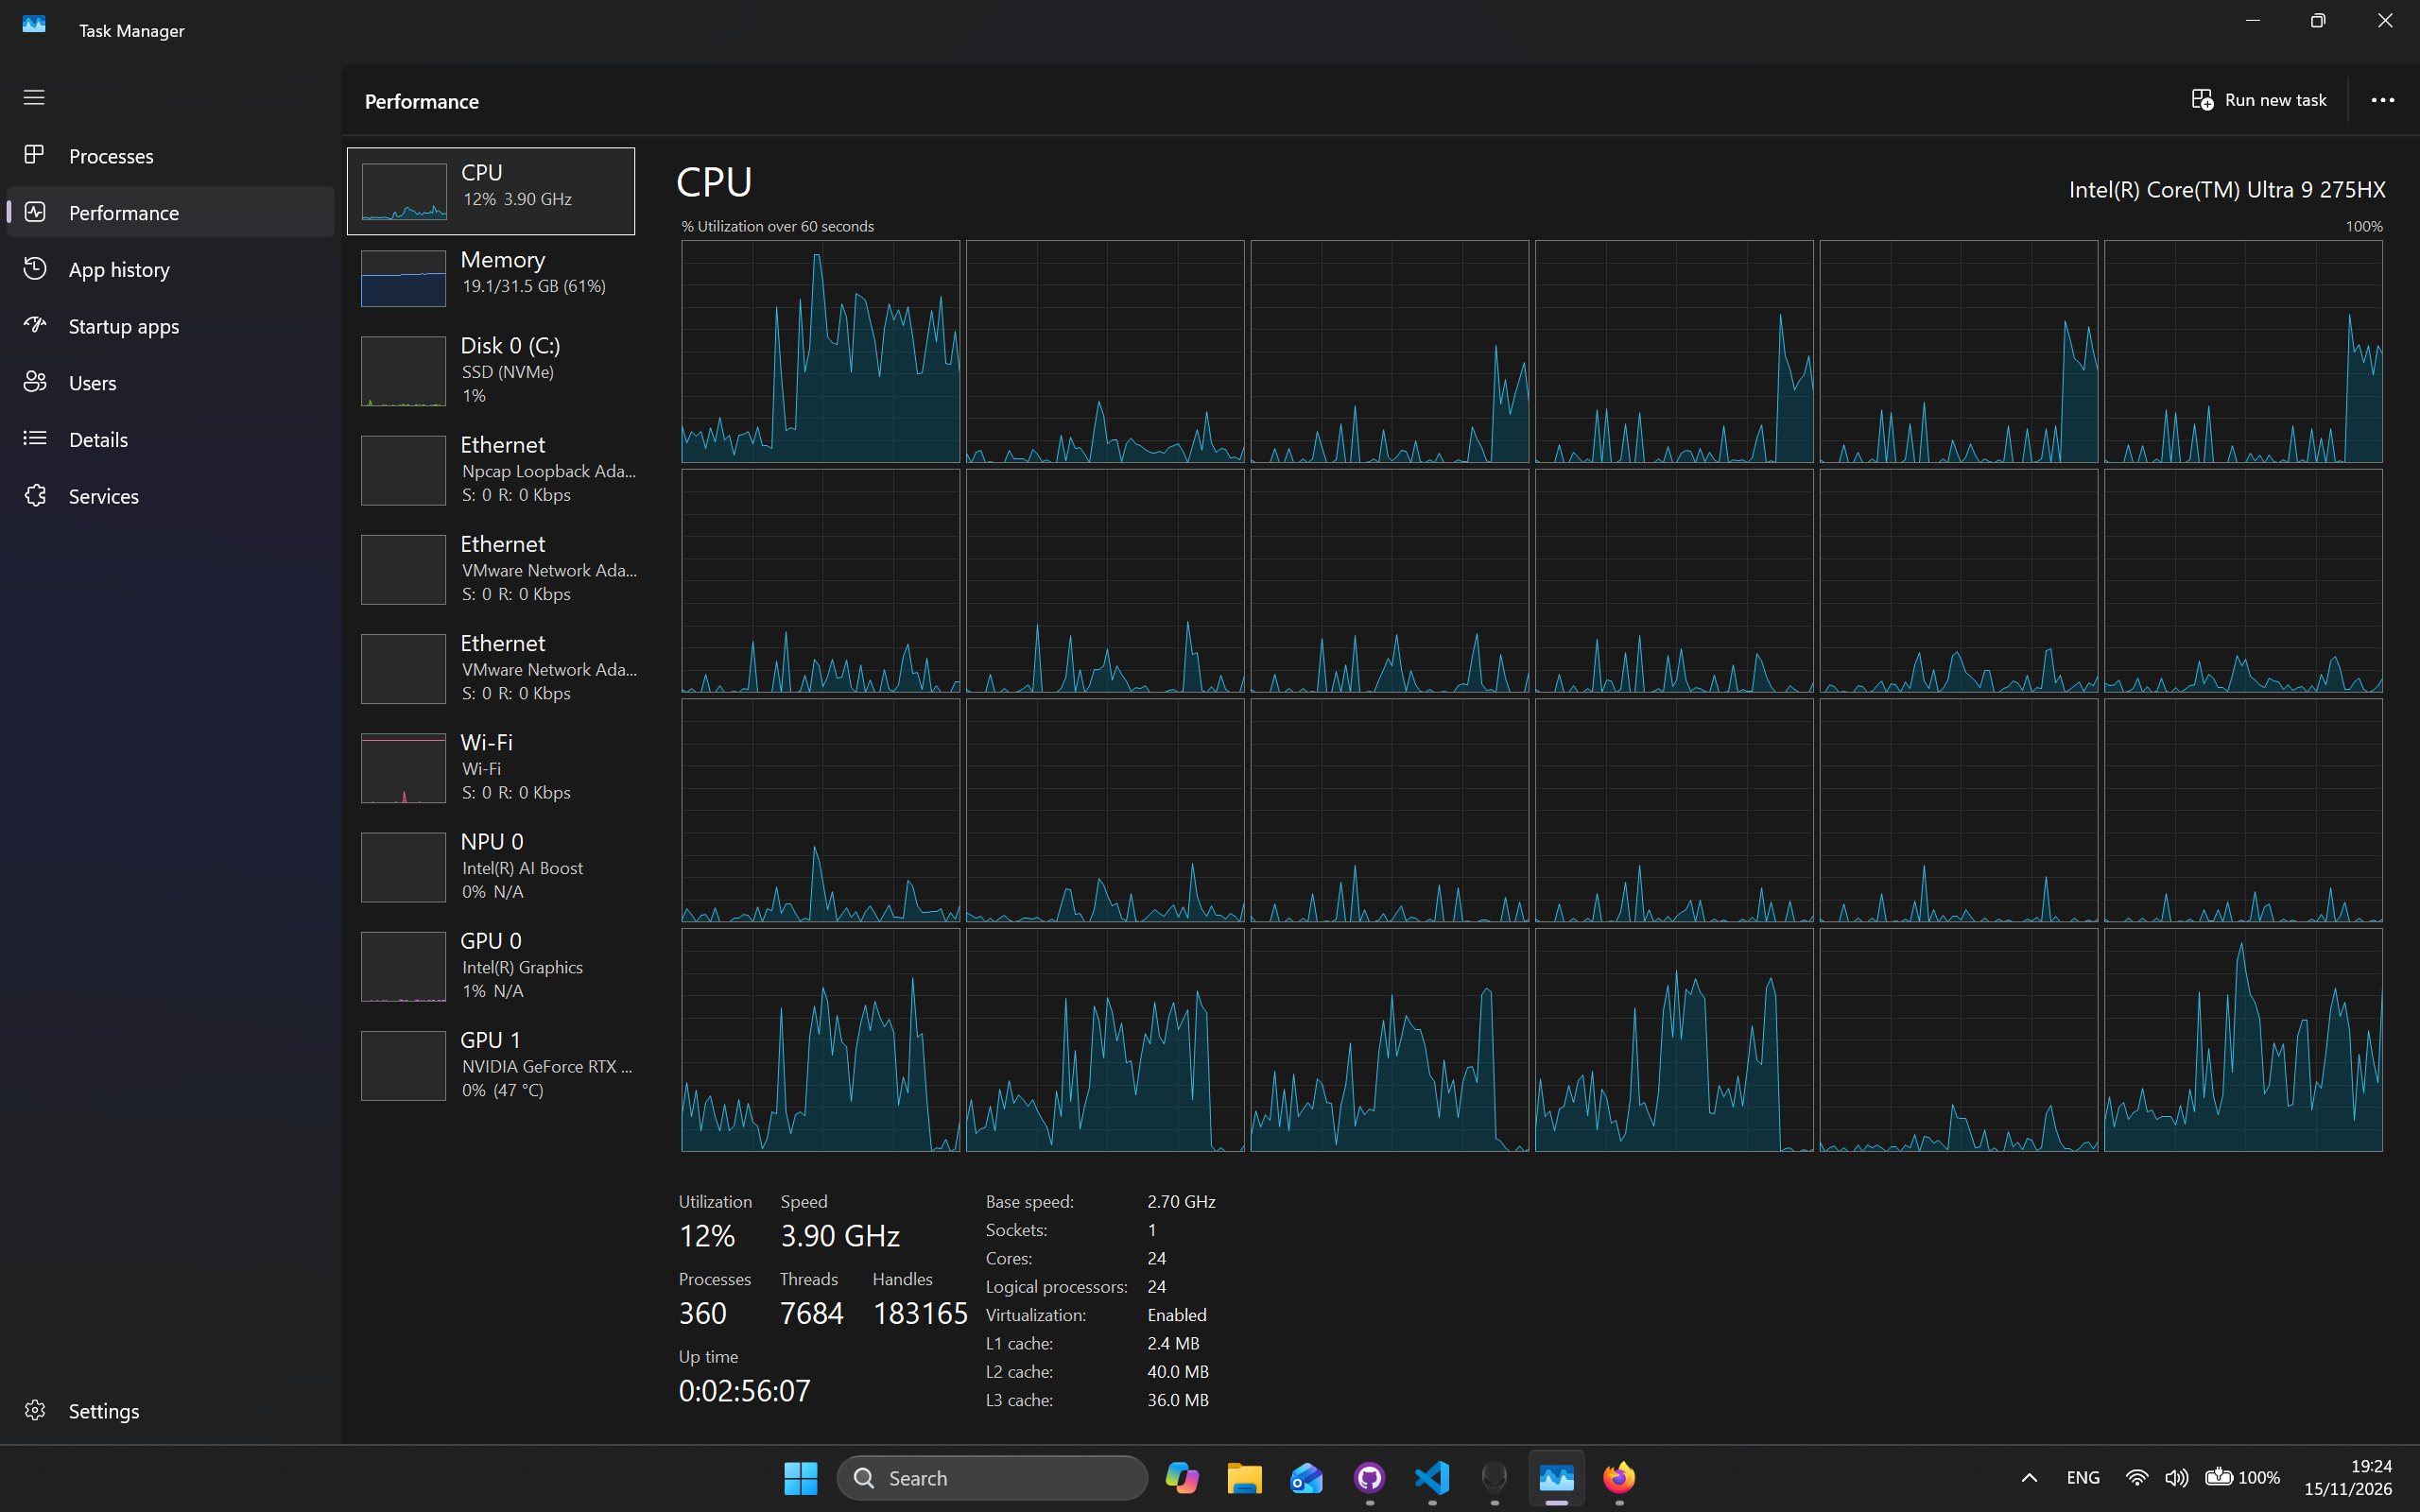 Task Manager
Performance
Run new task
Processes
Performance
App history
Startup apps
Users
Details
Services
Settings
CPU
12% 3.90 GHz
Memory
19.1/31.5 GB (61%)
Disk 0 (C:)
SSD (NVMe)
1%
Ethernet
Npcap Loopback Ada...
S: 0 R: 0 Kbps
Ethernet
VMware Network Ada...
S: 0 R: 0 Kbps
Ethernet
VMware Network Ada...
S: 0 R: 0 Kbps
Wi-Fi
Wi-Fi
S: 0 R: 0 Kbps
NPU 0
Intel(R) AI Boost
0% N/A
GPU 0
Intel(R) Graphics
1% N/A
GPU 1
NVIDIA GeForce RTX ...
0% (47 °C)
CPU
Intel(R) Core(TM) Ultra 9 275HX
% Utilization over 60 seconds
100%
Utilization Speed
12% 3.90 GHz
Processes Threads Handles
360 7684 183165
Up time
0:02:56:07
Base speed: 2.70 GHz
Sockets: 1
Cores: 24
Logical processors: 24
Virtualization: Enabled
L1 cache: 2.4 MB
L2 cache: 40.0 MB
L3 cache: 36.0 MB
Search
ENG
100%
19:24
15/11/2026